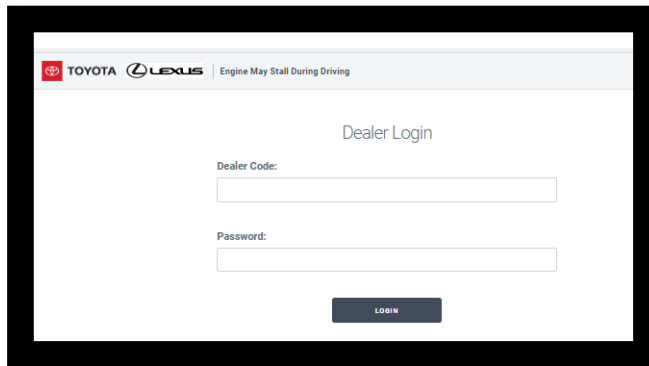 TOYOTA LEXUS Engine May Stall During Driving
Dealer Login
Dealer Code:
Password:
LOGIN